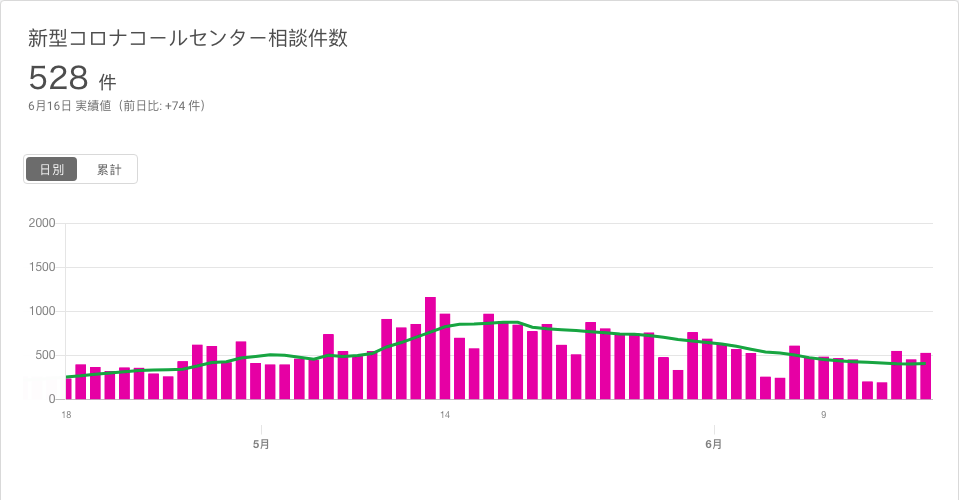 新型コロナコールセンター相談件数
528 件
6月16日 実績値（前日比: +74 件）
日別 累計
2000
1500
1000
500
0
18 14 9
5月 6月